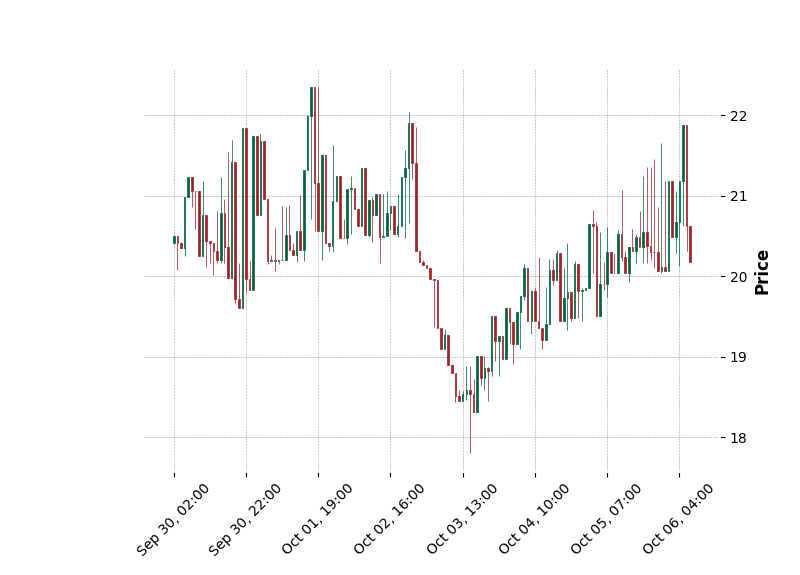 22
21
20
19
18
Price
Sep 30, 02:00
Sep 30, 22:00
Oct 01, 19:00
Oct 02, 16:00
Oct 03, 13:00
Oct 04, 10:00
Oct 05, 07:00
Oct 06, 04:00